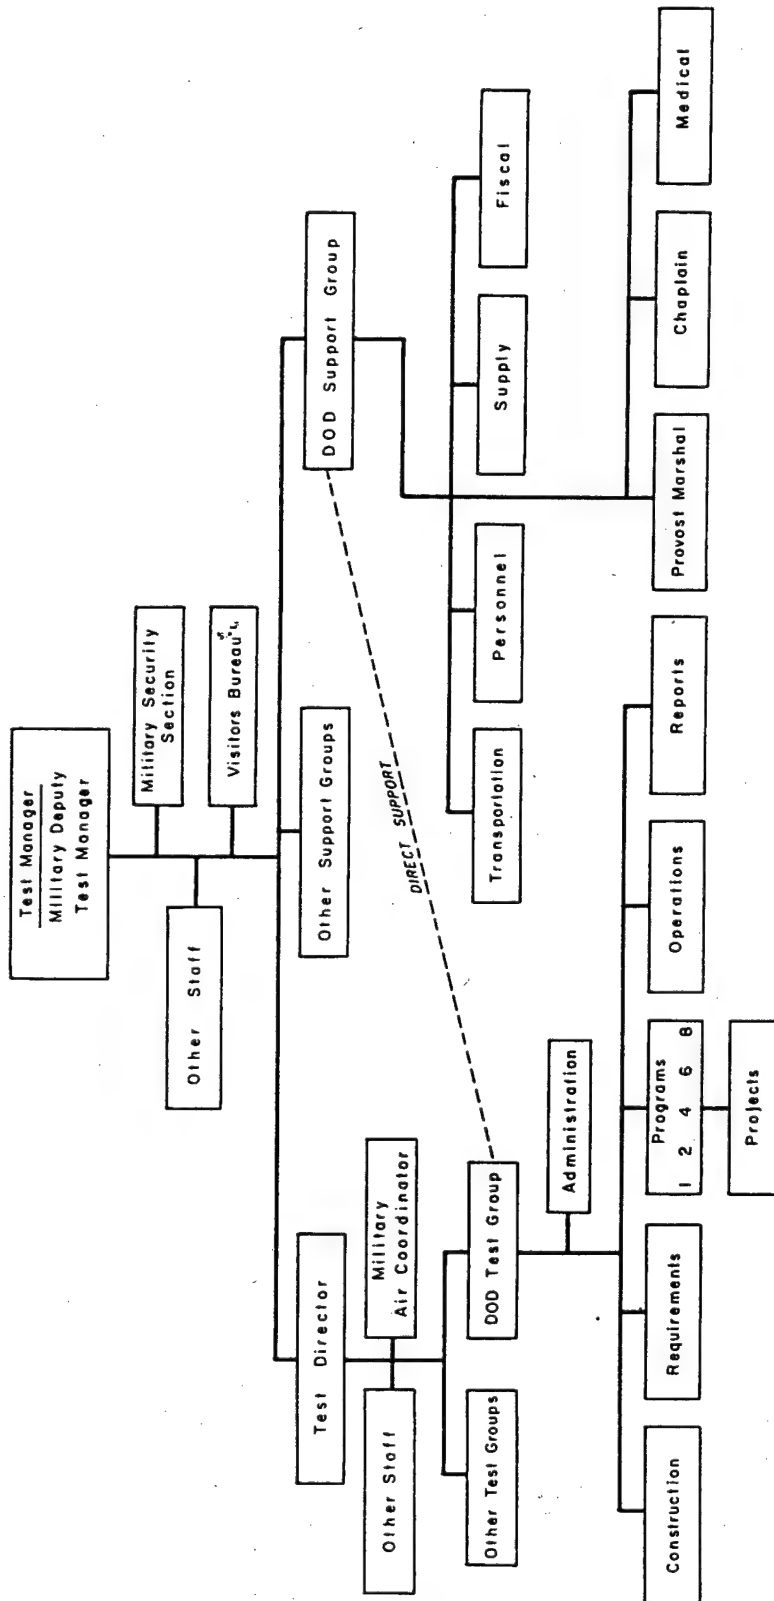 Test Manager
Military Deputy
Test Manager
Military Security
Section
Other Staff
Visitors Bureau
Test Director
Other Support Groups
DOD Support Group
Other Staff
Military
Air Coordinator
DIRECT SUPPORT
Other Test Groups
DOD Test Group
Transportation
Personnel
Supply
Fiscal
Administration
Construction
Requirements
Programs
1 2 4 6 8
Operations
Reports
Provost Marshal
Chaplain
Medical
Projects